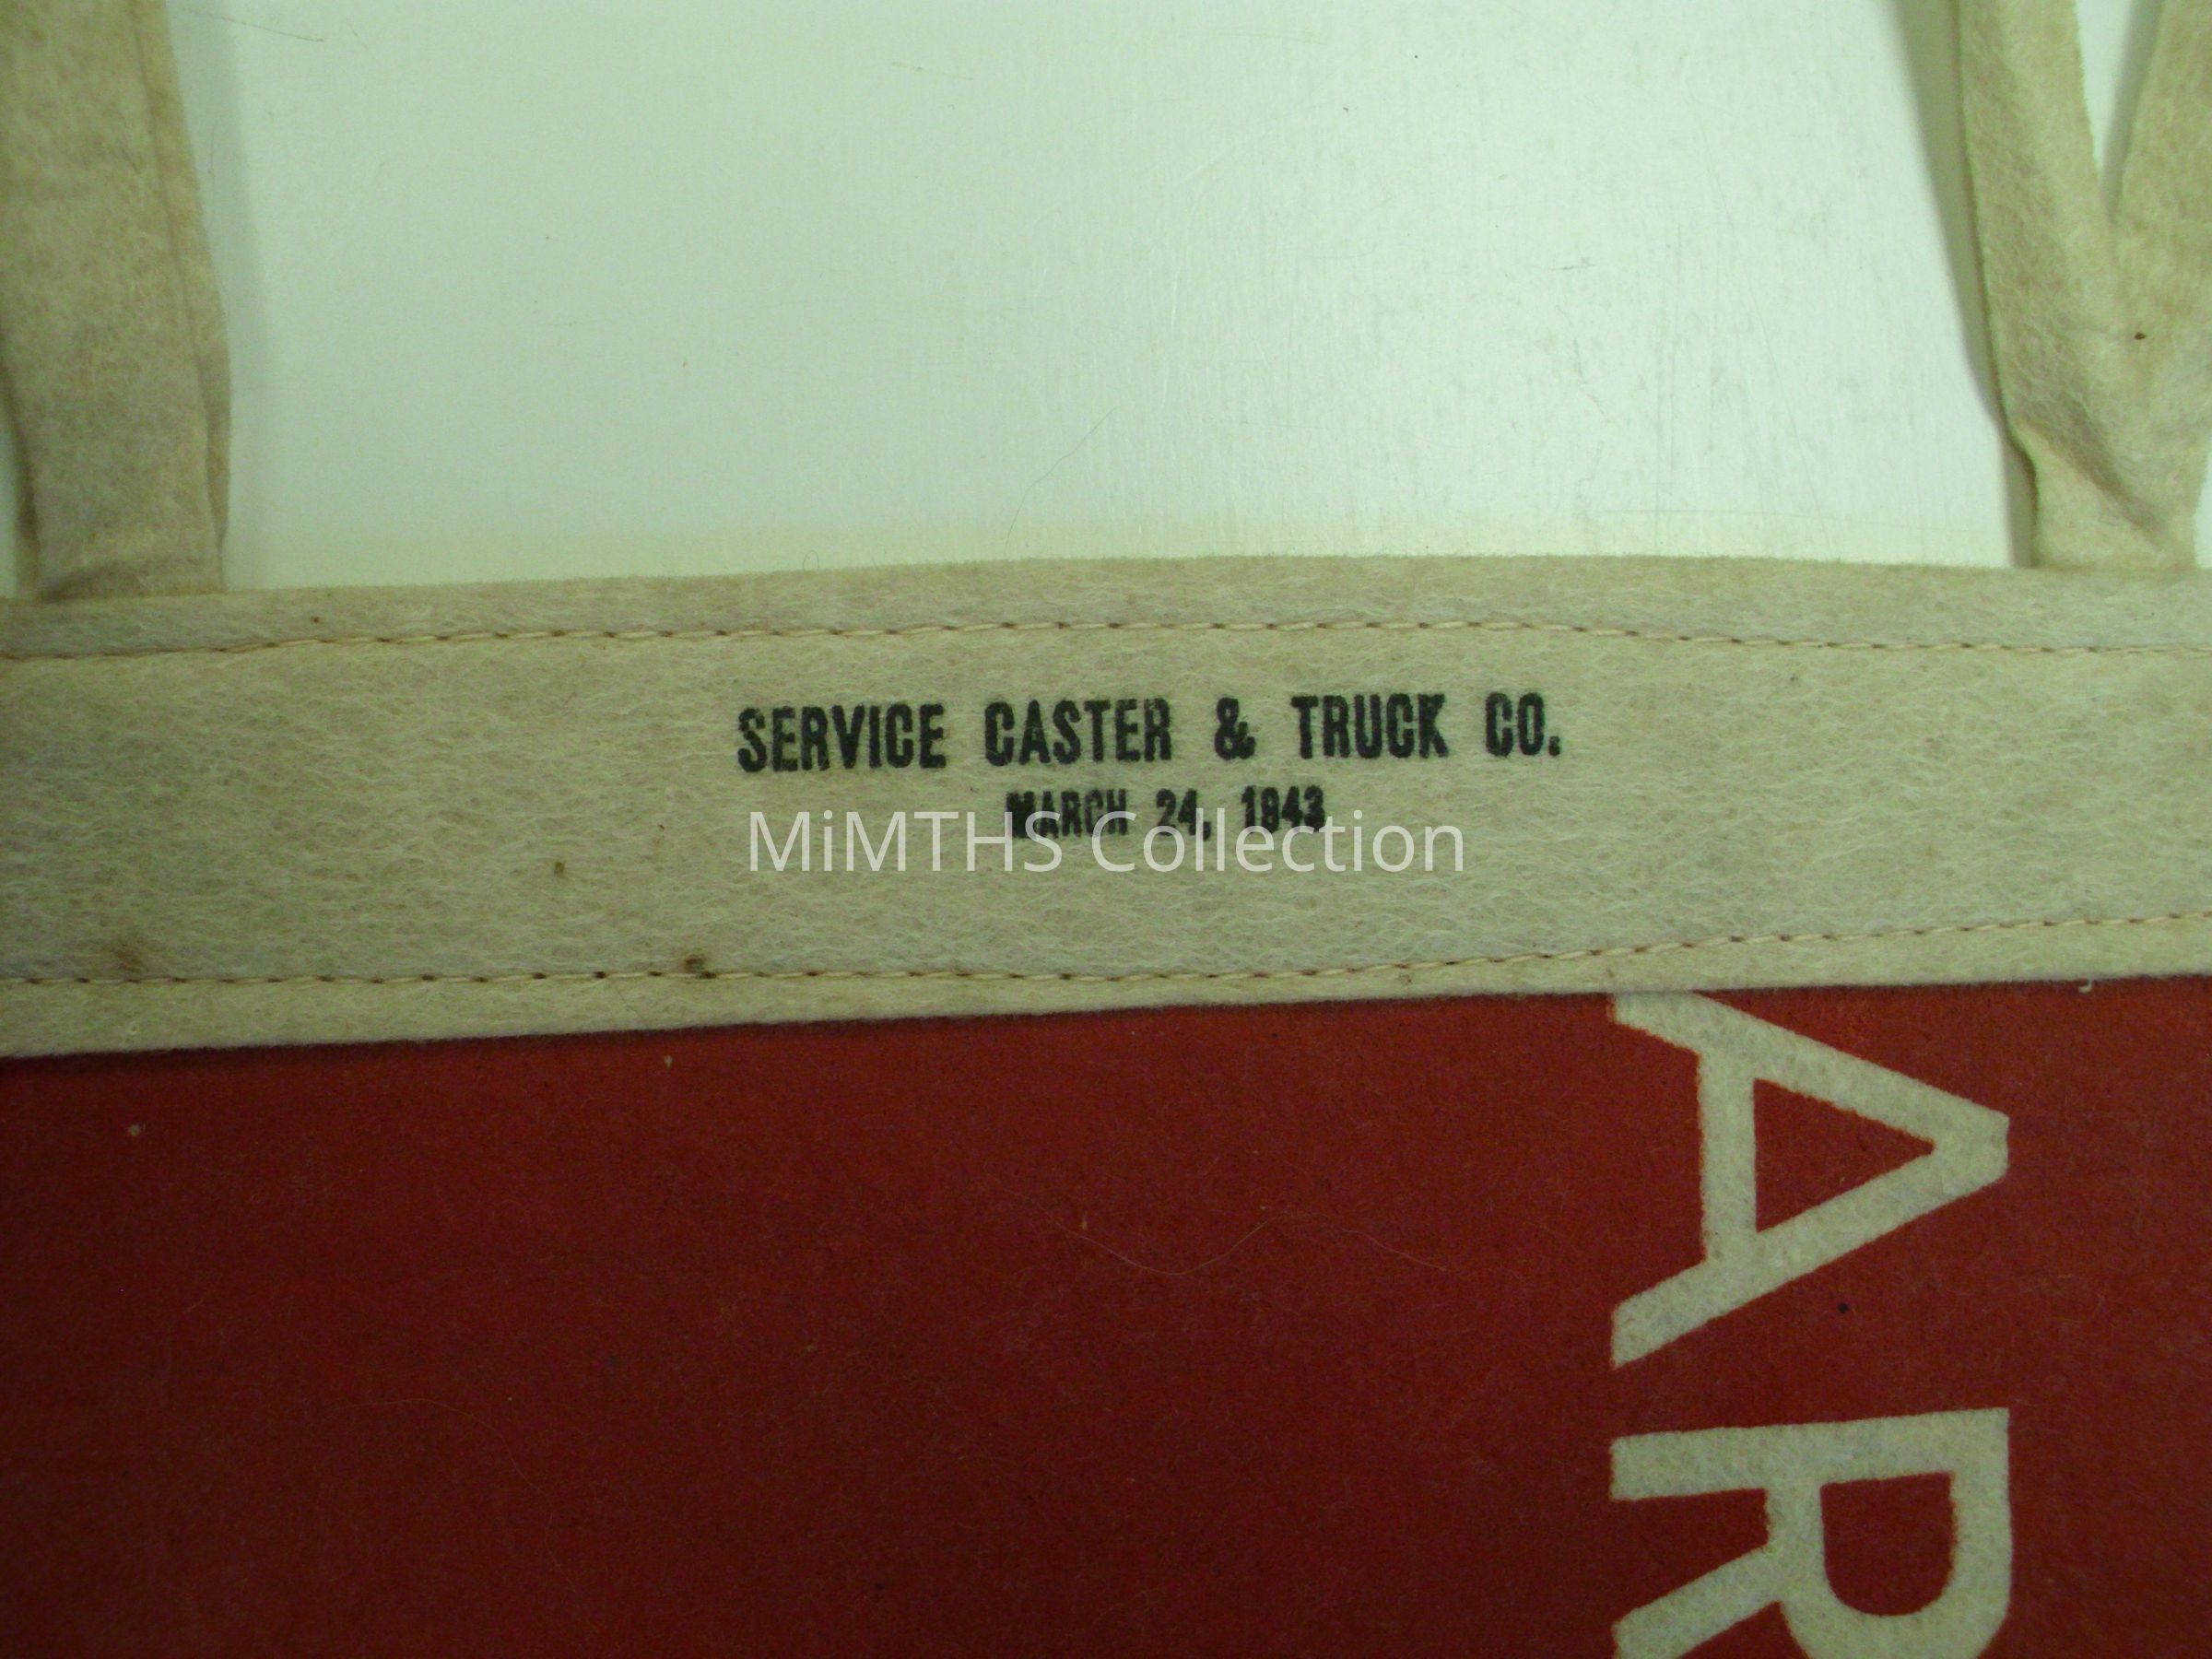 SERVICE CASTER & TRUCK CO.
MARCH 24, 1943
MiMTHS Collection
AR